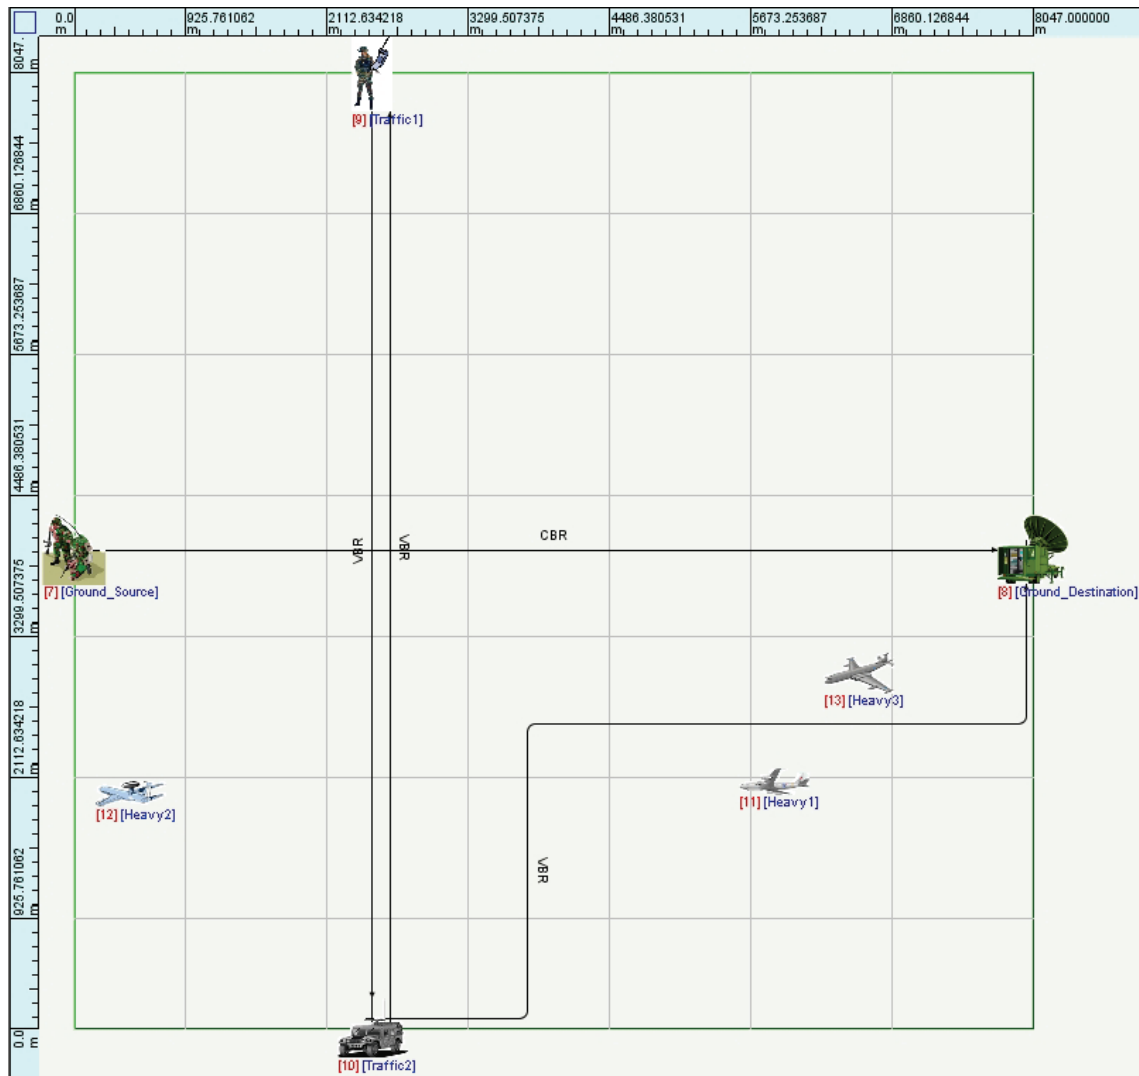 0.0 925.761062 2112.634218 3299.507375 4486.380531 5673.253687 6860.126844 8047.000000
m m m m m m m m
8047.
m
6860.126844
m
5673.253687
m
4486.380531
m
3299.507375
m
2112.634218
m
925.761062
m
0.0
m
[9] [Traffic1]
CBR
VBR
VBR
[7] [Ground_Source]
[8] [Ground_Destination]
[13] [Heavy3]
[12] [Heavy2]
[11] [Heavy1]
VBR
[10] [Traffic2]